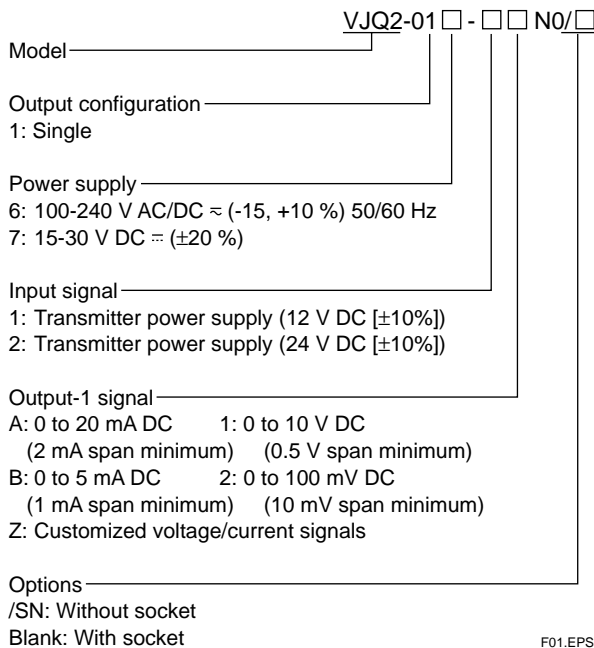 VJQ2-01□-□□N0/□
Model
Output configuration
1: Single
Power supply
6: 100-240 V AC/DC ≂ (-15, +10 %) 50/60 Hz
7: 15-30 V DC ⎓ (±20 %)
Input signal
1: Transmitter power supply (12 V DC [±10%])
2: Transmitter power supply (24 V DC [±10%])
Output-1 signal
A: 0 to 20 mA DC 1: 0 to 10 V DC
(2 mA span minimum) (0.5 V span minimum)
B: 0 to 5 mA DC 2: 0 to 100 mV DC
(1 mA span minimum) (10 mV span minimum)
Z: Customized voltage/current signals
Options
/SN: Without socket
Blank: With socket
F01.EPS